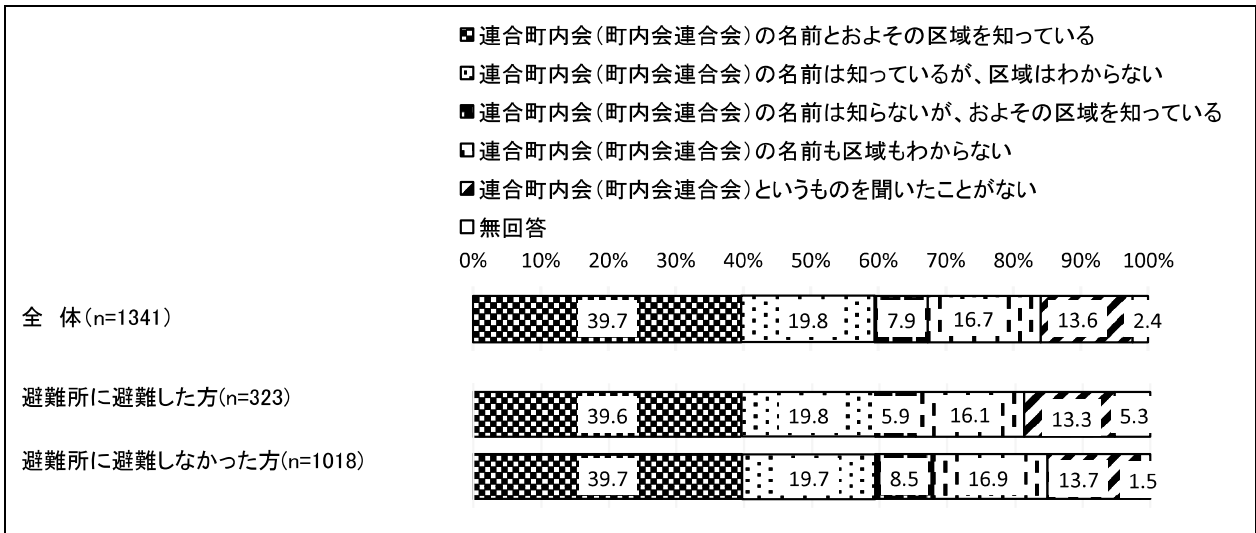 連合町内会（町内会連合会）の名前とおよその区域を知っている
連合町内会（町内会連合会）の名前は知っているが、区域はわからない
連合町内会（町内会連合会）の名前は知らないが、およその区域を知っている
連合町内会（町内会連合会）の名前も区域もわからない
連合町内会（町内会連合会）というものを聞いたことがない
無回答
0% 10% 20% 30% 40% 50% 60% 70% 80% 90% 100%
全　体（n=1341） 39.7 19.8 7.9 16.7 13.6 2.4
避難所に避難した方(n=323) 39.6 19.8 5.9 16.1 13.3 5.3
避難所に避難しなかった方(n=1018) 39.7 19.7 8.5 16.9 13.7 1.5